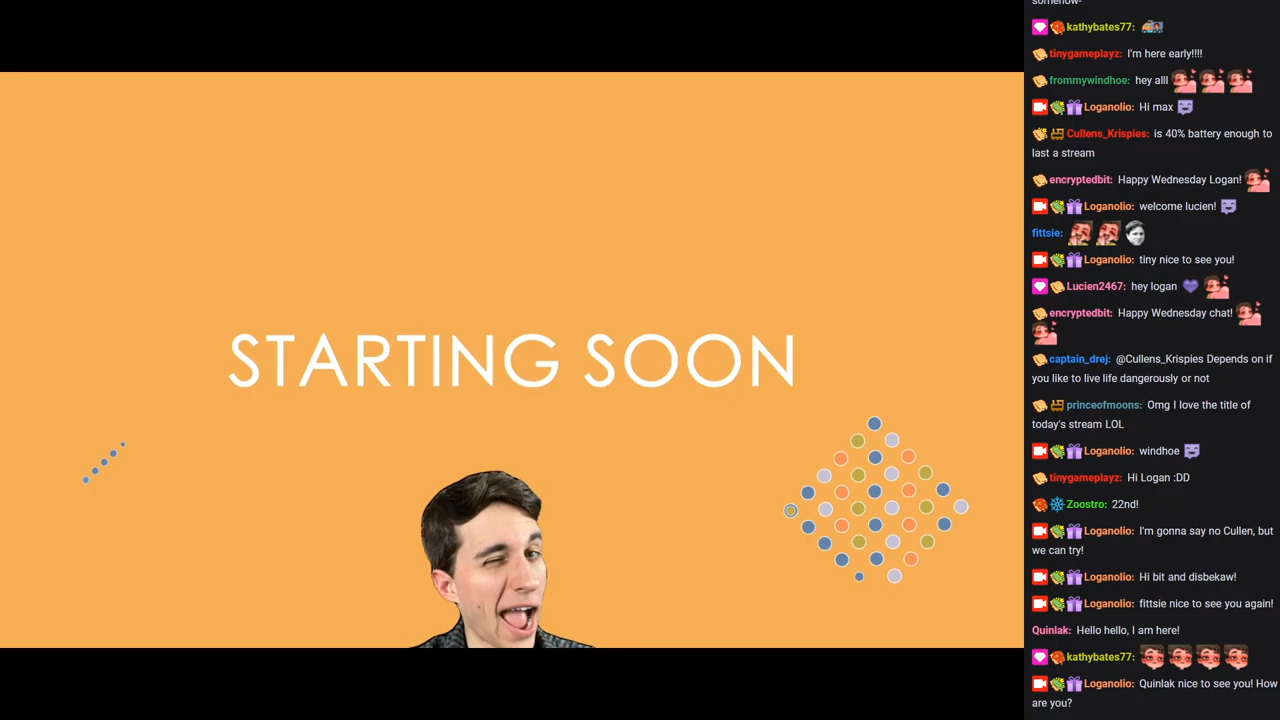 somehow-
kathybates77:
tinygameplayz: I'm here early!!!!
frommywindhoe: hey alll
Loganolio: Hi max
Cullens_Krispies: is 40% battery enough to
last a stream
encryptedbit: Happy Wednesday Logan!
Loganolio: welcome lucien!
fittsie:
Loganolio: tiny nice to see you!
Lucien2467: hey logan
encryptedbit: Happy Wednesday chat!
captain_drej: @Cullens_Krispies Depends on if
you like to live life dangerously or not
princeofmoons: Omg I love the title of
today's stream LOL
Loganolio: windhoe
tinygameplayz: Hi Logan :DD
Zoostro: 22nd!
Loganolio: I'm gonna say no Cullen, but
we can try!
Loganolio: Hi bit and disbekaw!
Loganolio: fittsie nice to see you again!
Quinlak: Hello hello, I am here!
kathybates77:
Loganolio: Quinlak nice to see you! How
are you?
STARTING SOON